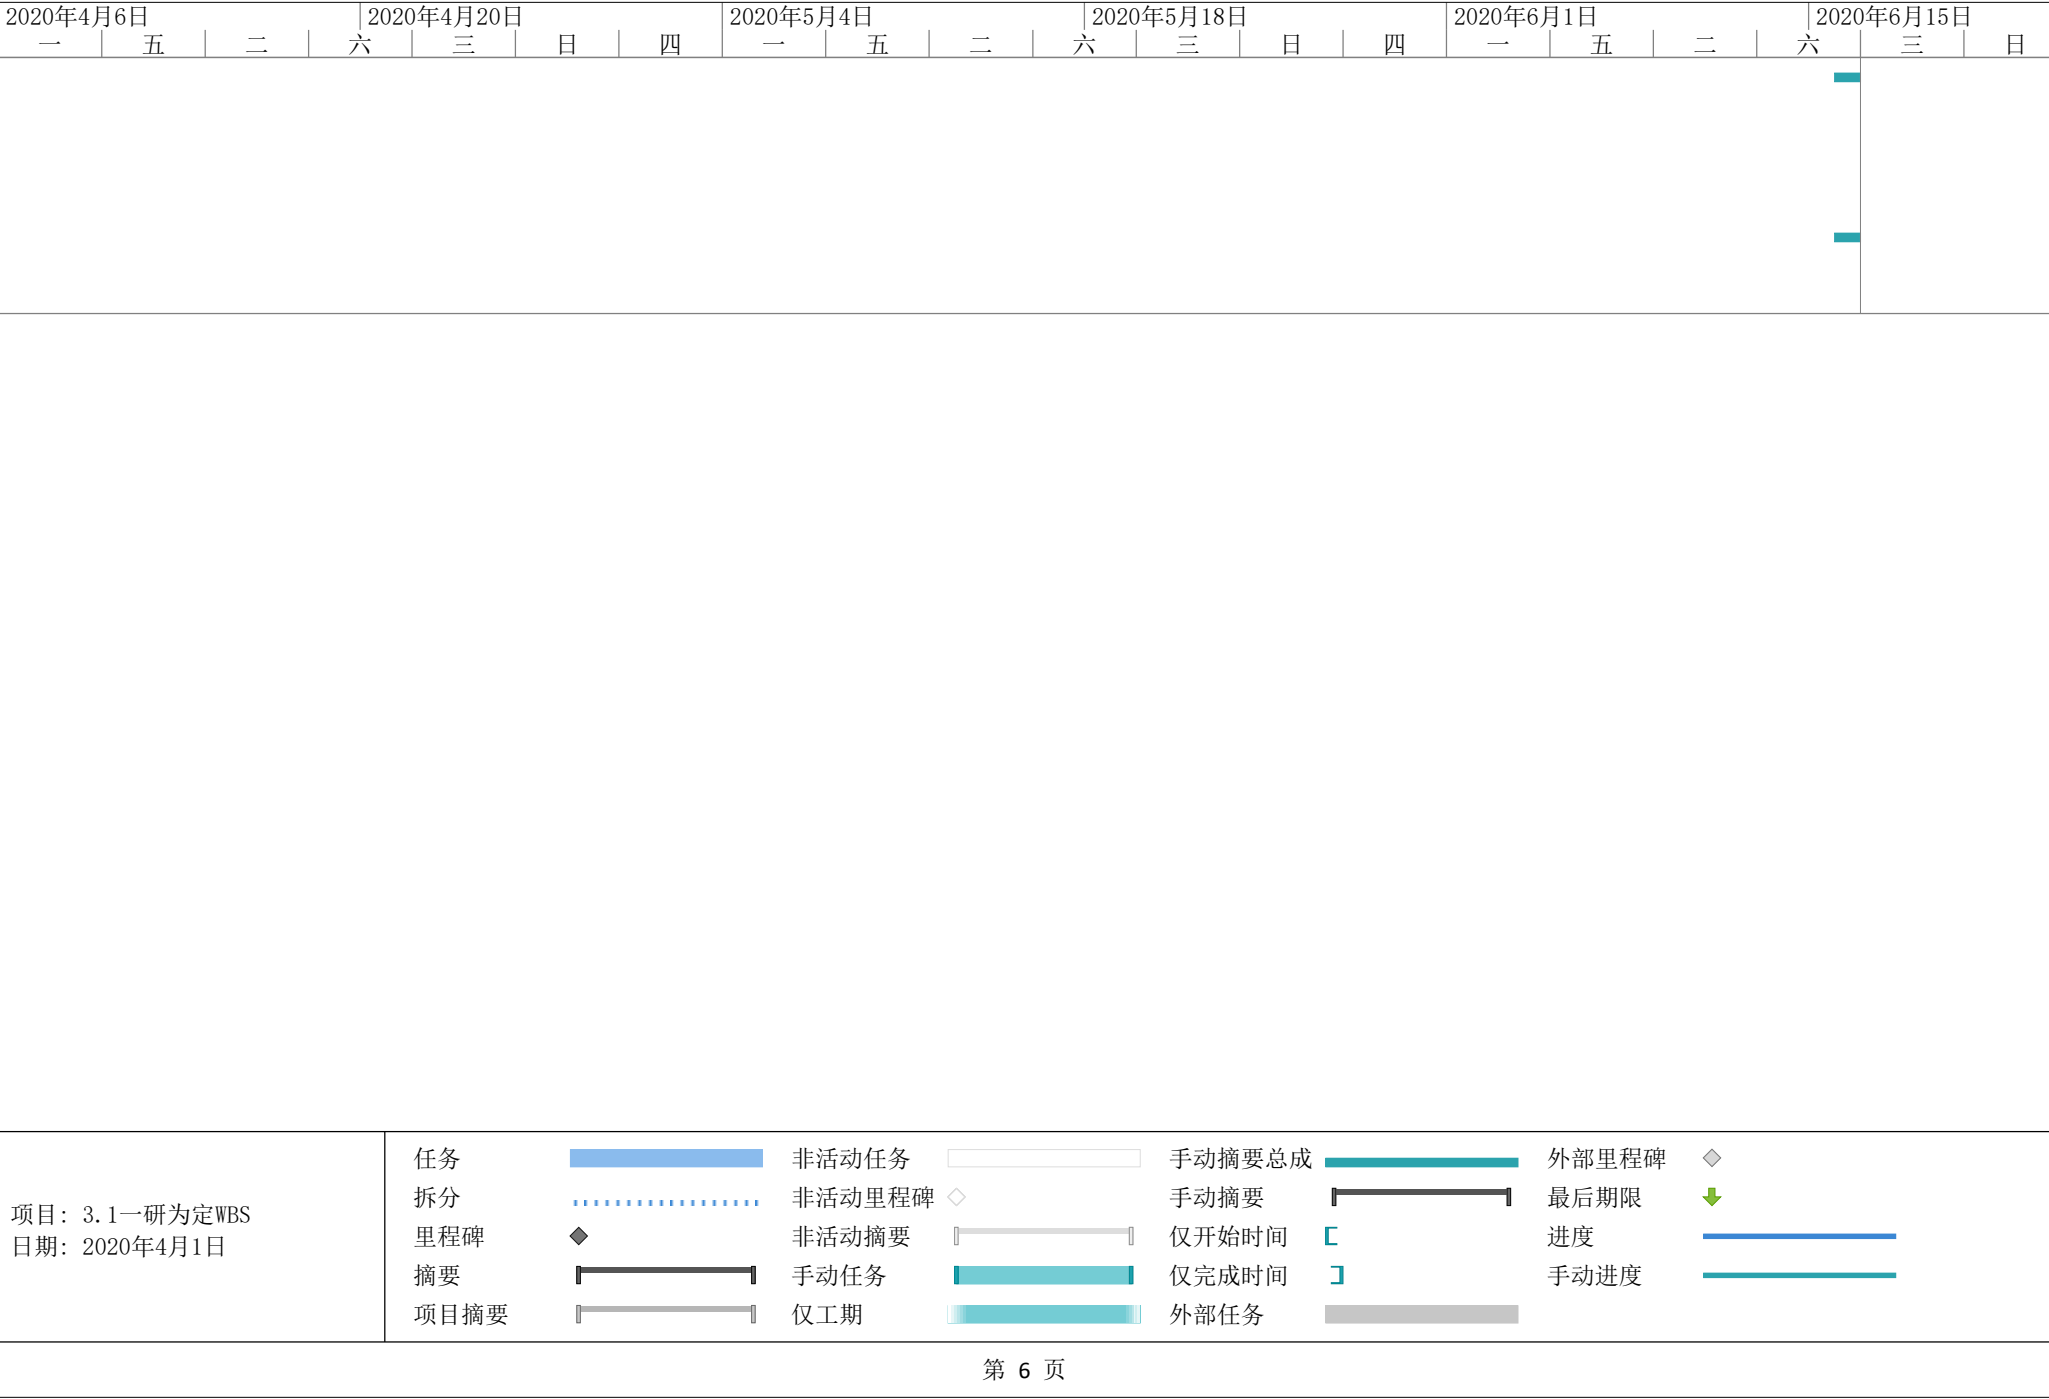 2020年4月6日 2020年4月20日 2020年5月4日 2020年5月18日 2020年6月1日 2020年6月15日
一 五 二 六 三 日 四 一 五 二 六 三 日 四 一 五 二 六 三 日
任务 非活动任务 手动摘要总成 外部里程碑
拆分 非活动里程碑 手动摘要 最后期限
项目: 3.1一研为定WBS
里程碑 非活动摘要 仅开始时间 进度
日期: 2020年4月1日
摘要 手动任务 仅完成时间 手动进度
项目摘要 仅工期 外部任务
第 6 页